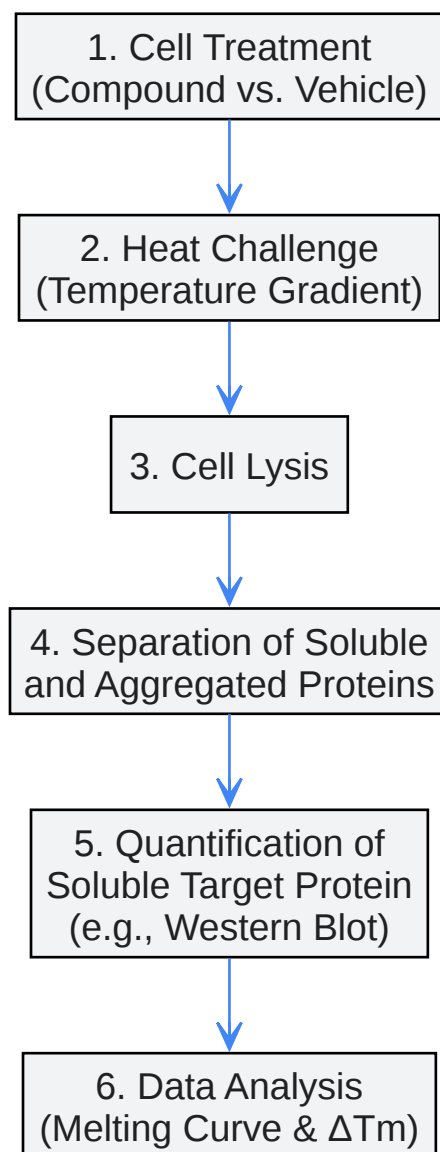 1. Cell Treatment
(Compound vs. Vehicle)
2. Heat Challenge
(Temperature Gradient)
3. Cell Lysis
4. Separation of Soluble
and Aggregated Proteins
5. Quantification of
Soluble Target Protein
(e.g., Western Blot)
6. Data Analysis
(Melting Curve & ΔTm)